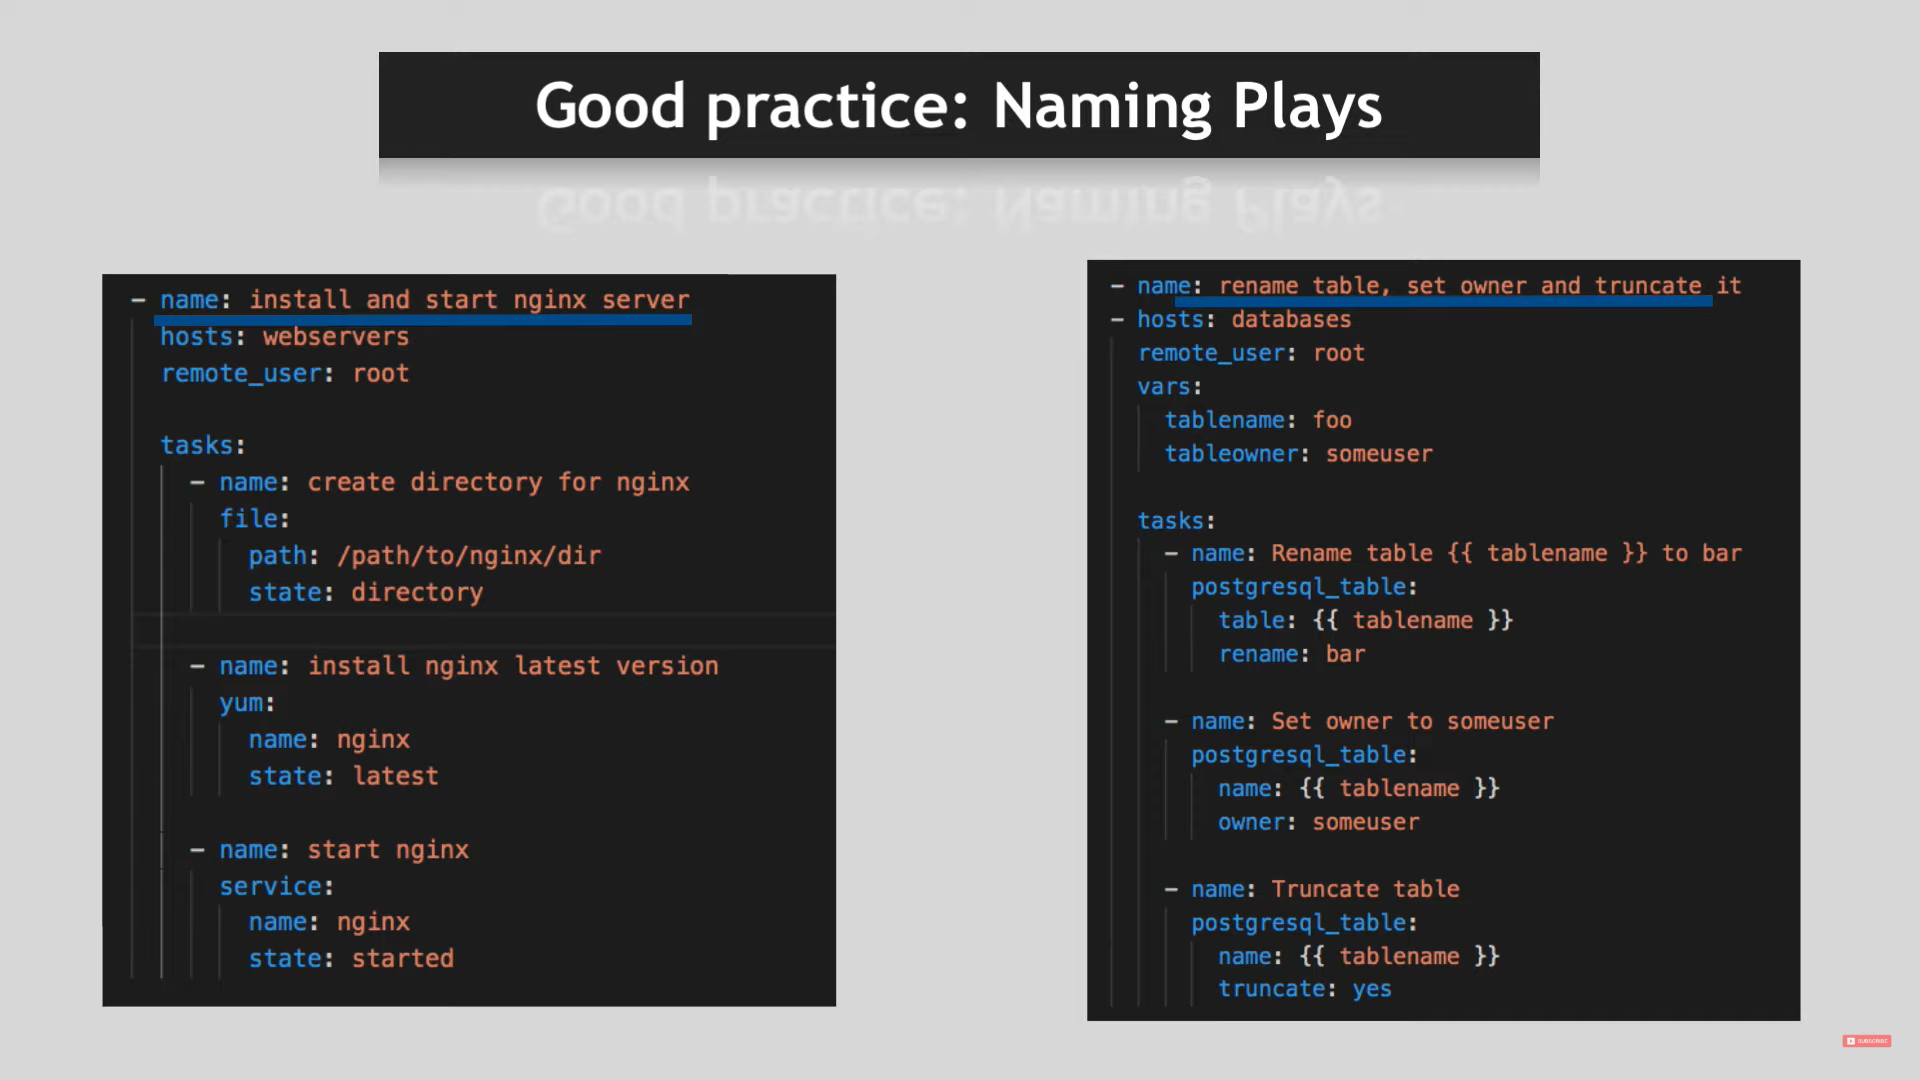 Good practice: Naming Plays
- name: install and start nginx server
hosts: webservers
remote_user: root
tasks:
- name: create directory for nginx
file:
path: /path/to/nginx/dir
state: directory
- name: install nginx latest version
yum:
name: nginx
state: latest
- name: start nginx
service:
name: nginx
state: started
- name: rename table, set owner and truncate it
- hosts: databases
remote_user: root
vars:
tablename: foo
tableowner: someuser
tasks:
- name: Rename table {{ tablename }} to bar
postgresql_table:
table: {{ tablename }}
rename: bar
- name: Set owner to someuser
postgresql_table:
name: {{ tablename }}
owner: someuser
- name: Truncate table
postgresql_table:
name: {{ tablename }}
truncate: yes
SUBSCRIBE